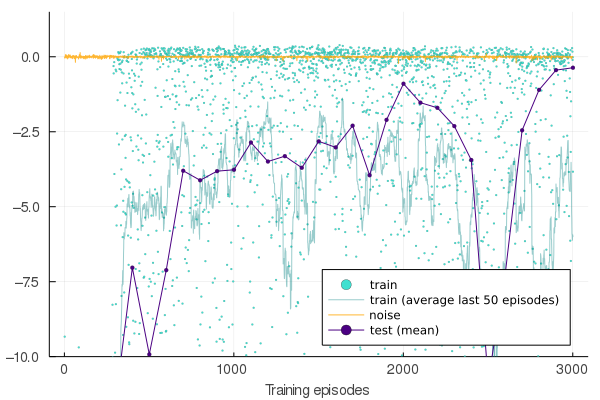 0.0
−2.5
−5.0
−7.5
−10.0
train
train (average last 50 episodes)
noise
test (mean)
0 1000 2000 3000
Training episodes